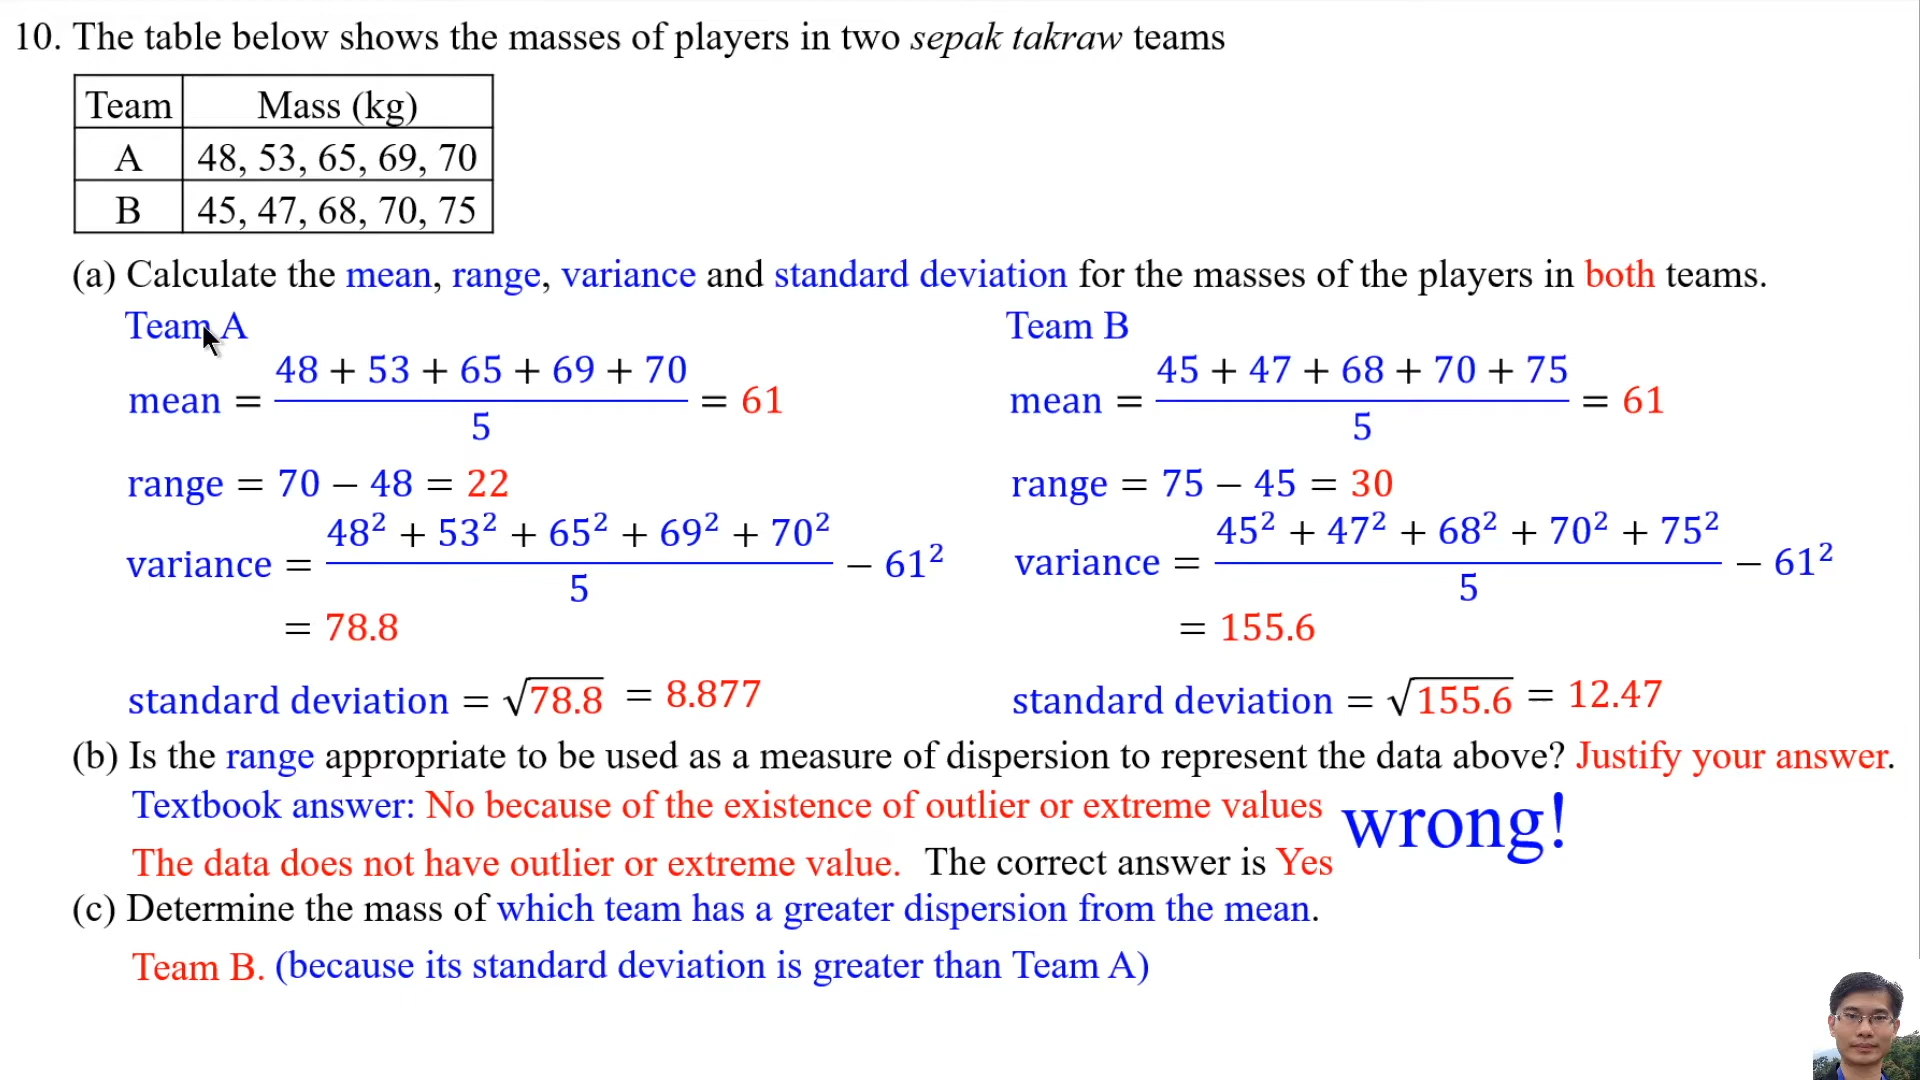 10. The table below shows the masses of players in two sepak takraw teams
Team Mass (kg)
A 48, 53, 65, 69, 70
B 45, 47, 68, 70, 75
(a) Calculate the mean, range, variance and standard deviation for the masses of the players in both teams.
Team A
mean = (48 + 53 + 65 + 69 + 70)/5 = 61
range = 70 − 48 = 22
variance = (48² + 53² + 65² + 69² + 70²)/5 − 61²
= 78.8
standard deviation = √78.8 = 8.877
Team B
mean = (45 + 47 + 68 + 70 + 75)/5 = 61
range = 75 − 45 = 30
variance = (45² + 47² + 68² + 70² + 75²)/5 − 61²
= 155.6
standard deviation = √155.6 = 12.47
(b) Is the range appropriate to be used as a measure of dispersion to represent the data above? Justify your answer.
Textbook answer: No because of the existence of outlier or extreme values
wrong!
The data does not have outlier or extreme value. The correct answer is Yes
(c) Determine the mass of which team has a greater dispersion from the mean.
Team B. (because its standard deviation is greater than Team A)